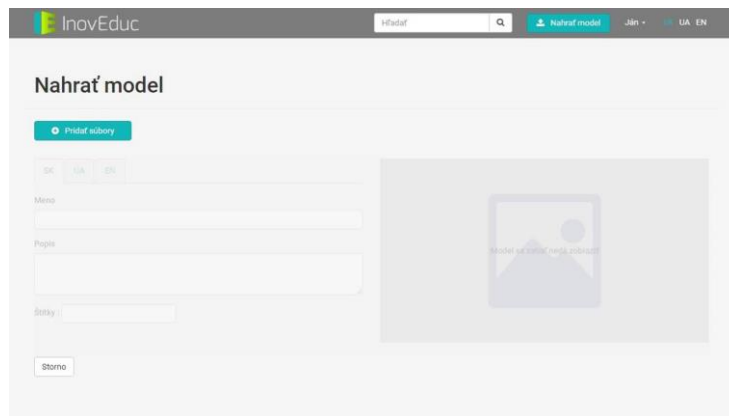 InovEduc
Hľadať
Nahrať model
Ján
SK UA EN
Nahrať model
Pridať súbory
SK UA EN
Meno
Popis
Model sa zatiaľ nedá zobraziť
Štítky :
Storno